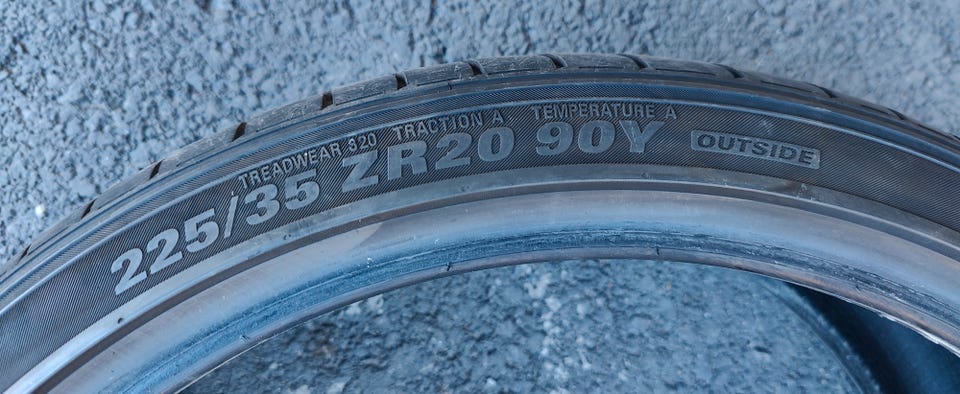 TREADWEAR 320 TRACTION A TEMPERATURE A
225/35 ZR20 90Y OUTSIDE